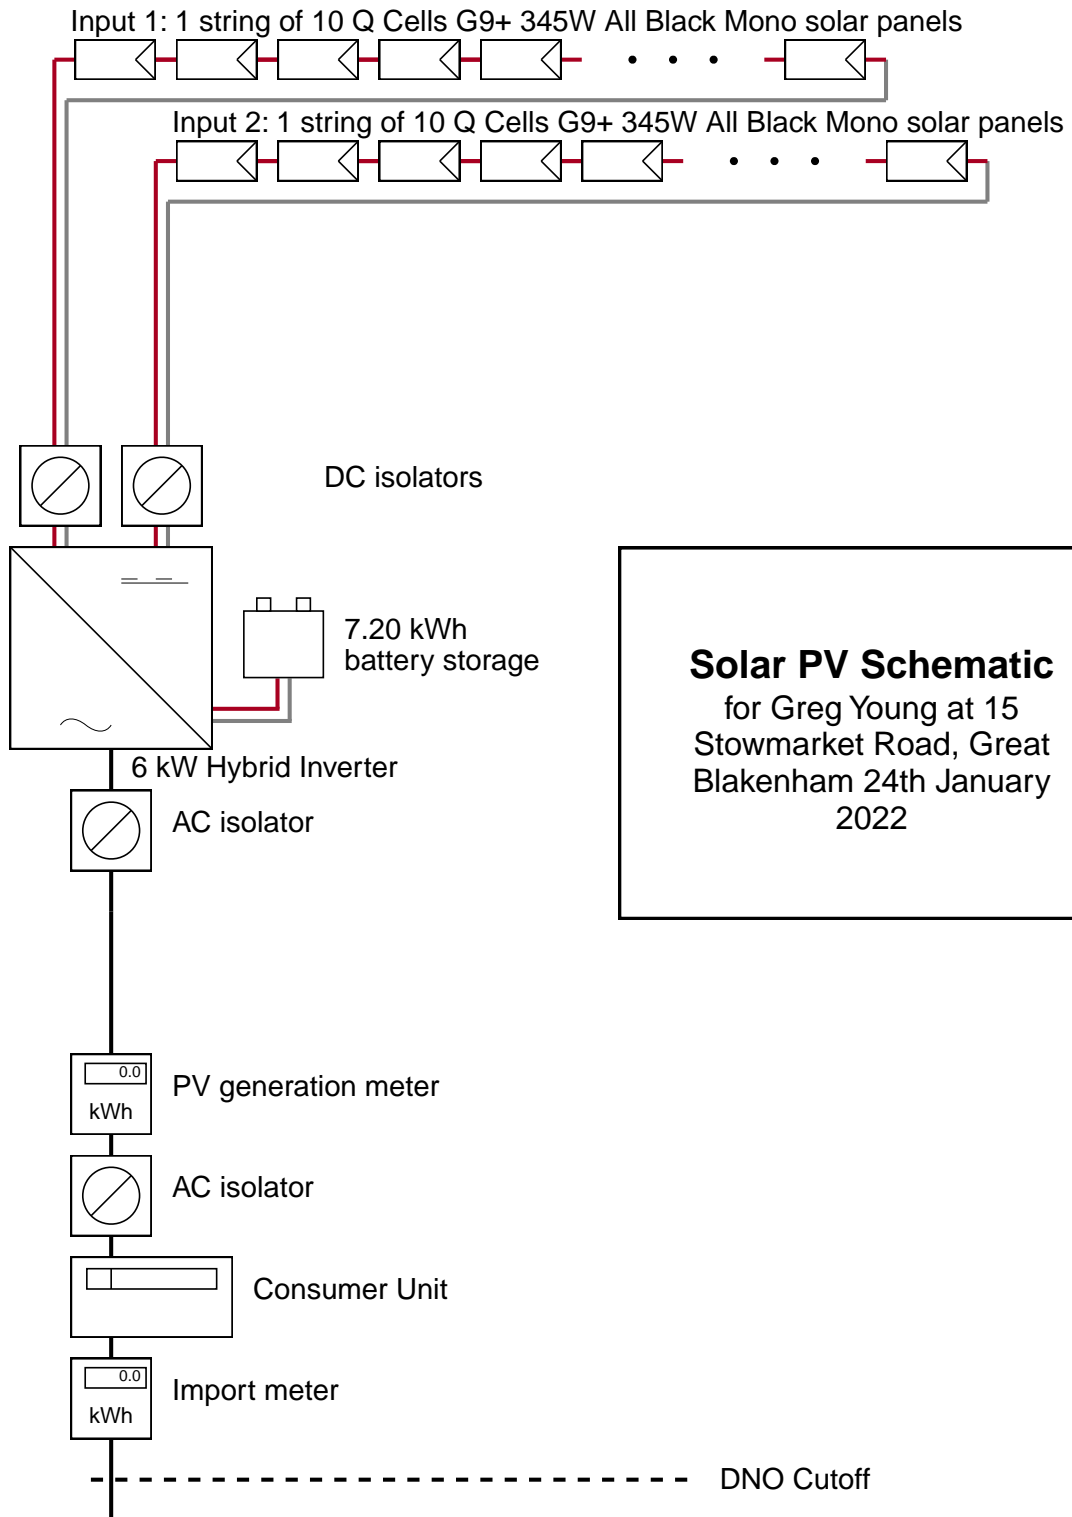 Input 1: 1 string of 10 Q Cells G9+ 345W All Black Mono solar panels
Input 2: 1 string of 10 Q Cells G9+ 345W All Black Mono solar panels
DC isolators
7.20 kWh
battery storage
6 kW Hybrid Inverter
AC isolator
Solar PV Schematic
for Greg Young at 15
Stowmarket Road, Great
Blakenham 24th January
2022
0.0
kWh
PV generation meter
AC isolator
Consumer Unit
0.0
kWh
Import meter
DNO Cutoff